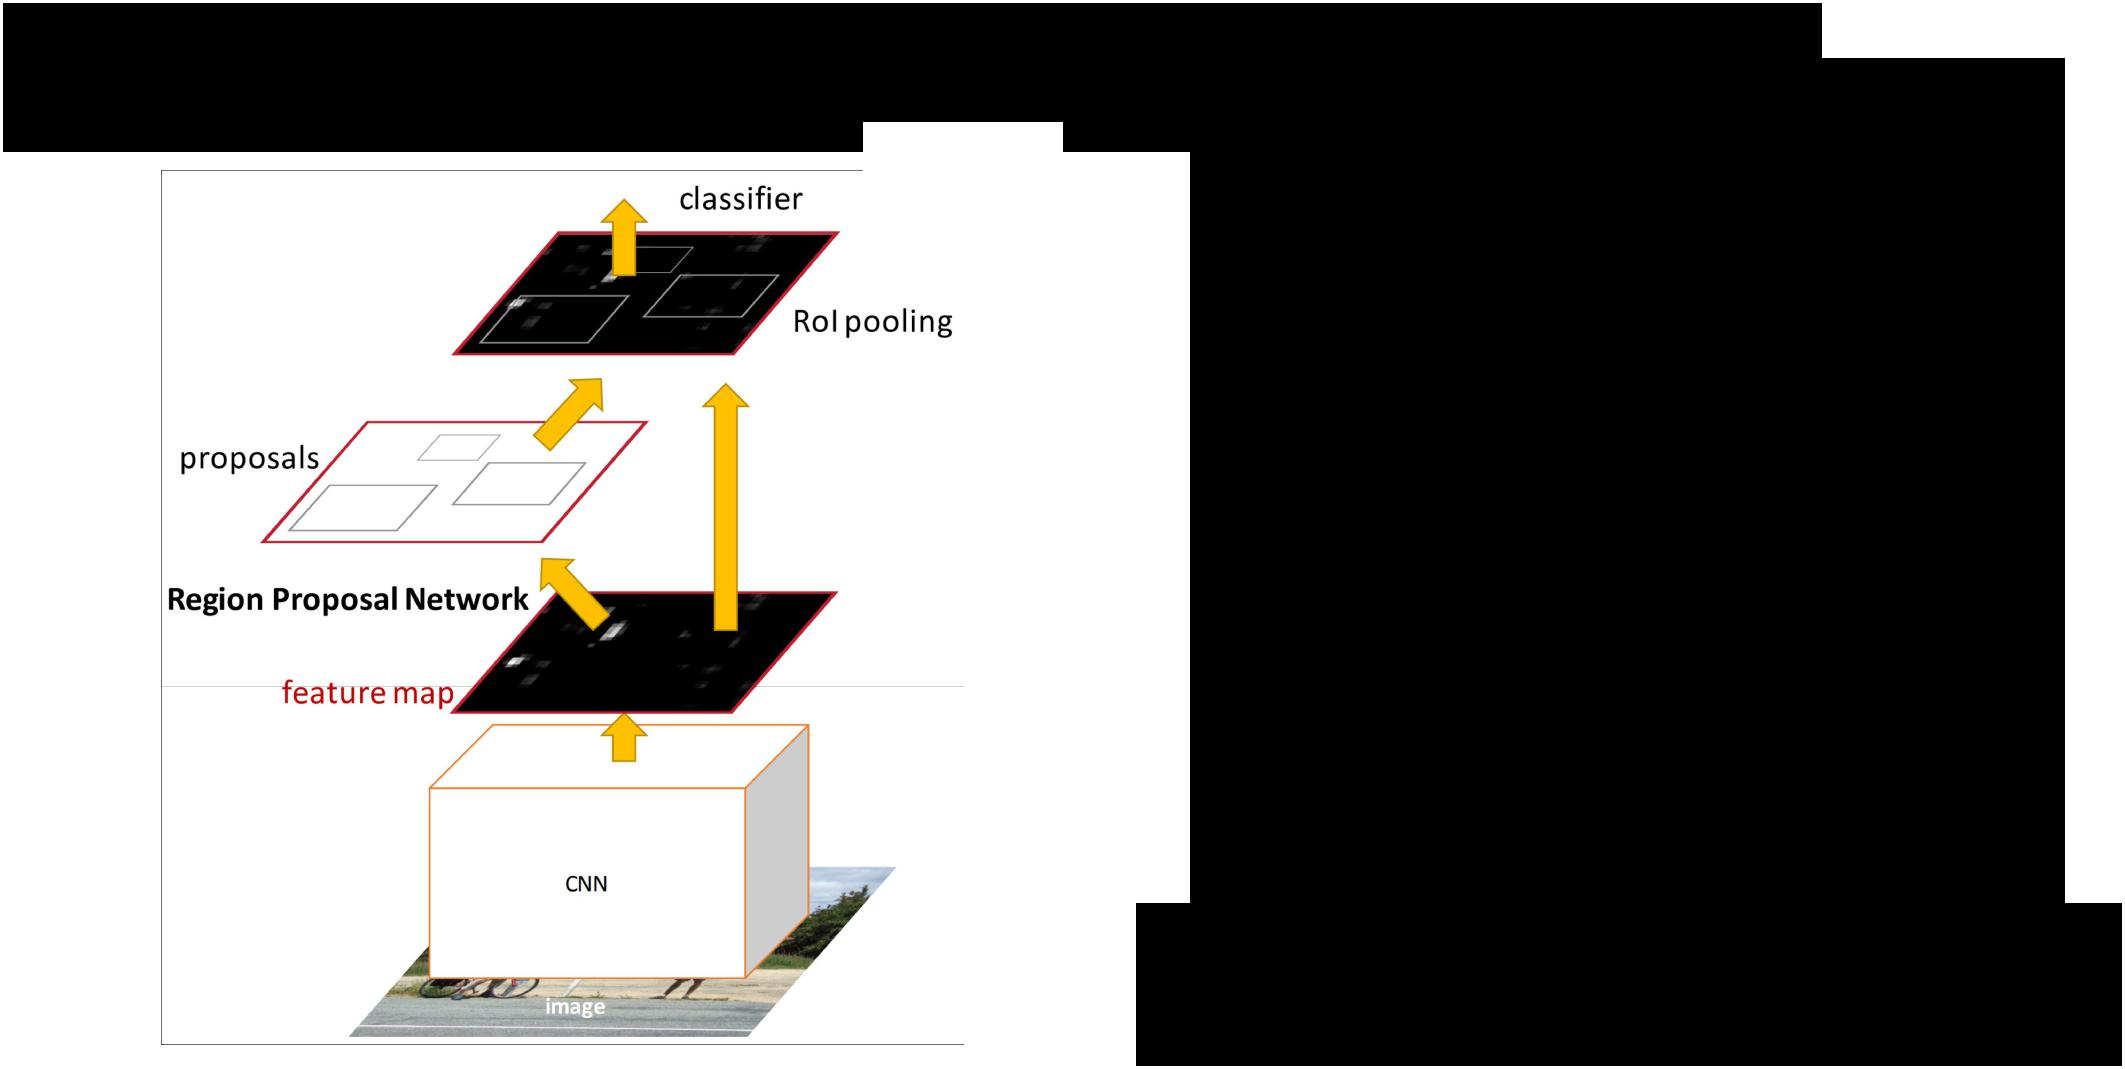 classifier
RoI pooling
proposals
Region Proposal Network
feature map
CNN
image